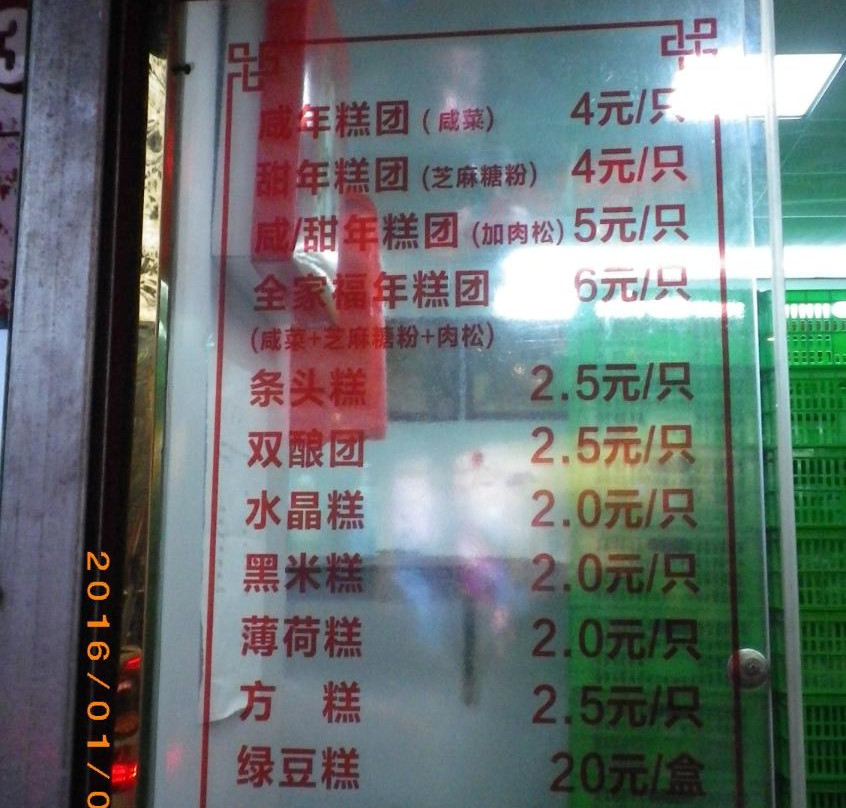 咸年糕团（咸菜） 4元/只
甜年糕团（芝麻糖粉） 4元/只
咸/甜年糕团（加肉松） 5元/只
全家福年糕团 6元/只
（咸菜+芝麻糖粉+肉松）
条头糕 2.5元/只
双酿团 2.5元/只
水晶糕 2.0元/只
黑米糕 2.0元/只
薄荷糕 2.0元/只
方 糕 2.5元/只
绿豆糕 20元/盒
2016/01/0